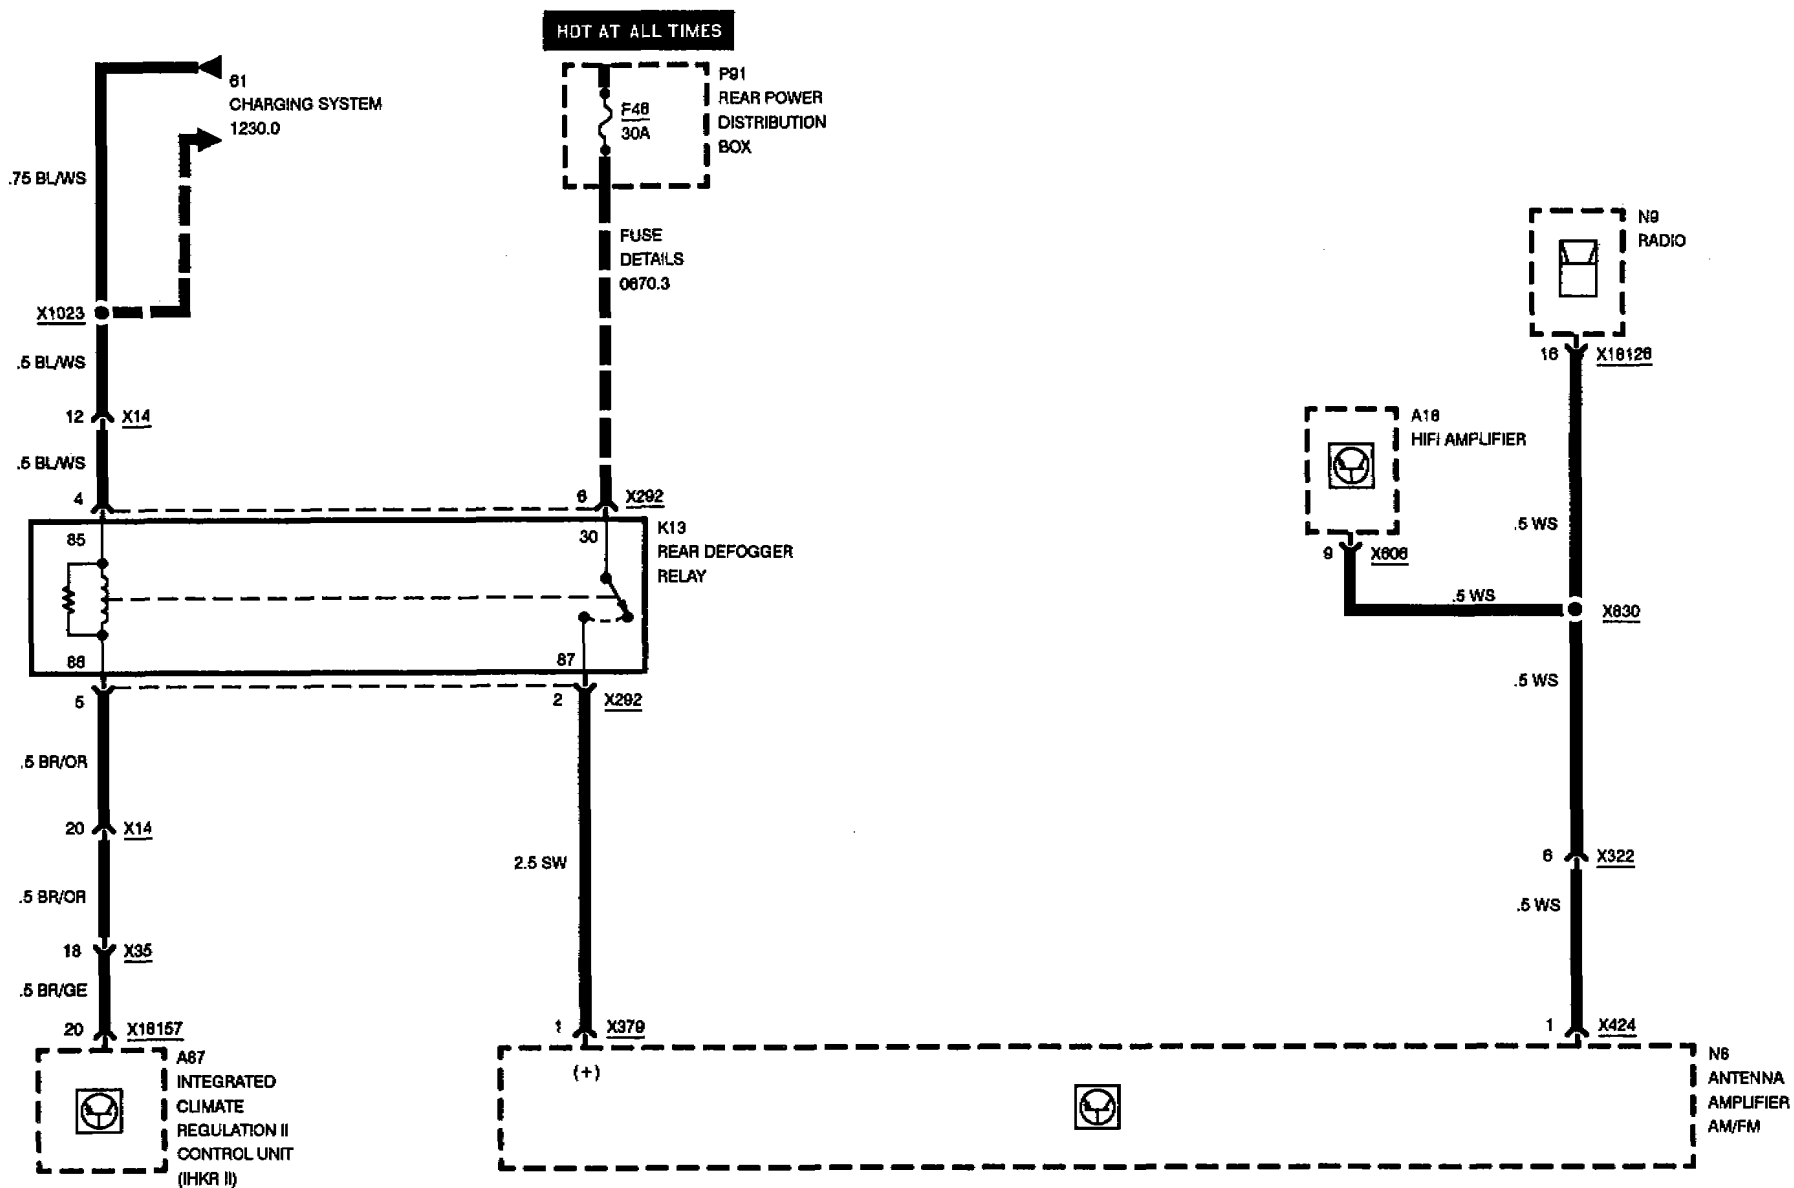 HOT AT ALL TIMES
61
CHARGING SYSTEM
1230.0
P91
REAR POWER
DISTRIBUTION
BOX
F46
30A
.75 BL/WS
FUSE
DETAILS
0670.3
N9
RADIO
X1023
16
X18126
.5 BL/WS
12
X14
A18
HIFI AMPLIFIER
.5 BL/WS
4
6
X292
85
30
K13
REAR DEFOGGER
RELAY
.5 WS
9
X606
.5 WS
X830
86
87
5
2
X292
.5 WS
.5 BR/OR
20
X14
2.5 SW
6
X322
.5 BR/OR
.5 WS
18
X35
.5 BR/GE
20
X18157
1
X379
1
X424
A87
INTEGRATED
CLIMATE
REGULATION II
CONTROL UNIT
(IHKR II)
(+)
N6
ANTENNA
AMPLIFIER
AM/FM